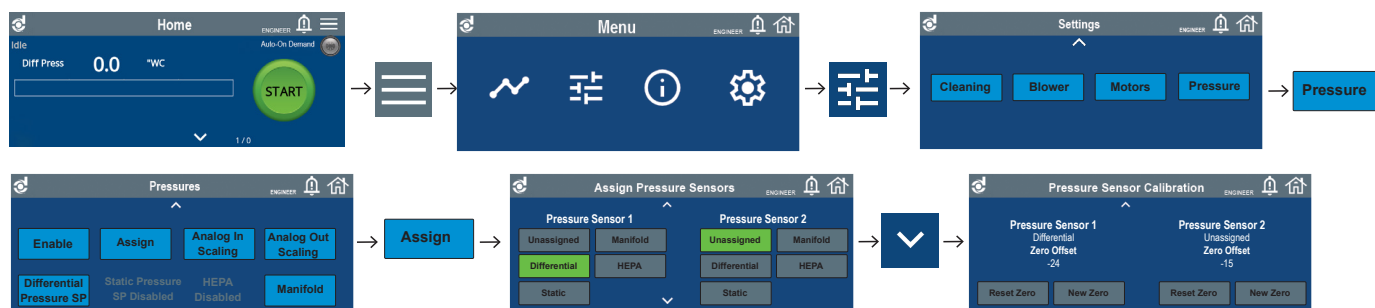 Home
ENGINEER
Idle
Auto-On Demand
Diff Press 0.0 "WC
START
1 / 0
Menu
ENGINEER
Settings
ENGINEER
Cleaning Blower Motors Pressure
Pressure
Pressures
ENGINEER
Enable Assign Analog In Scaling Analog Out Scaling
Differential Pressure SP Static Pressure SP Disabled HEPA Disabled Manifold
Assign
Assign Pressure Sensors
ENGINEER
Pressure Sensor 1 Pressure Sensor 2
Unassigned Manifold Unassigned Manifold
Differential HEPA Differential HEPA
Static Static
Pressure Sensor Calibration
ENGINEER
Pressure Sensor 1 Pressure Sensor 2
Differential Unassigned
Zero Offset Zero Offset
-24 -15
Reset Zero New Zero Reset Zero New Zero